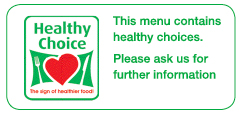 Healthy
Choice
The sign of healthier food!
This menu contains
healthy choices.
Please ask us for
further information